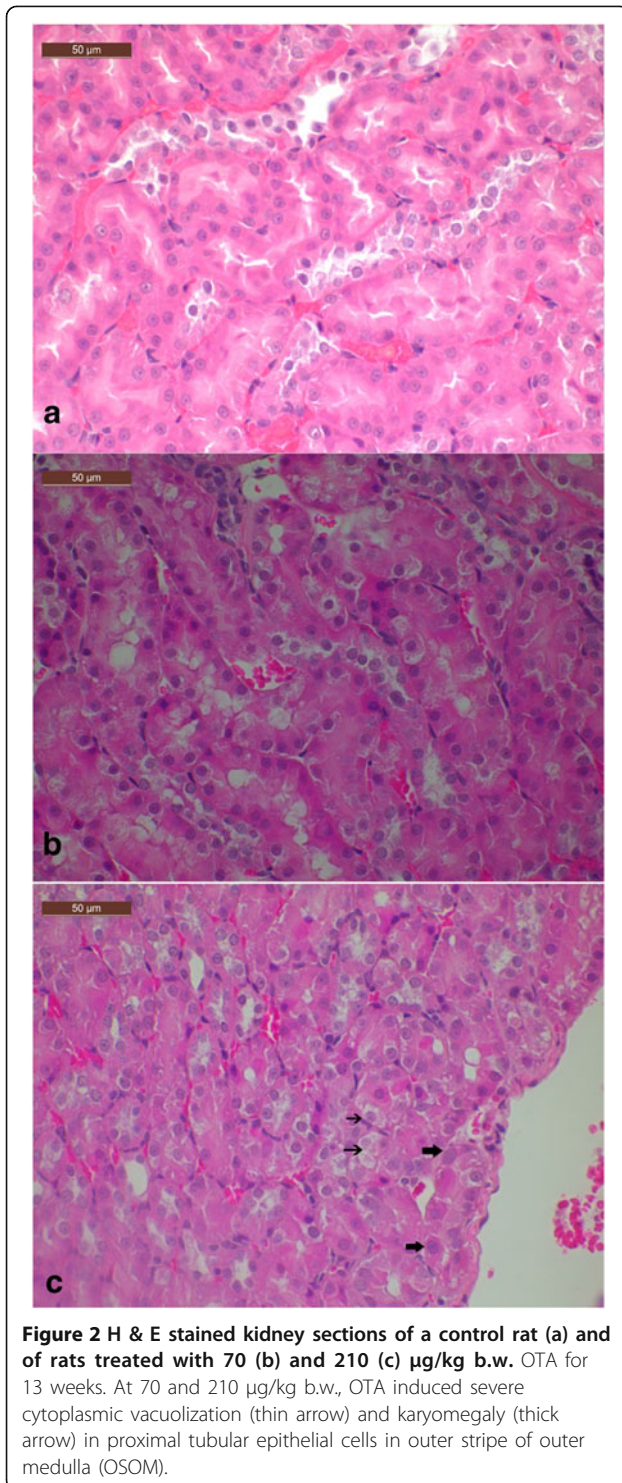 50 µm
a
50 µm
b
50 µm
c
Figure 2 H & E stained kidney sections of a control rat (a) and
of rats treated with 70 (b) and 210 (c) µg/kg b.w. OTA for
13 weeks. At 70 and 210 µg/kg b.w., OTA induced severe
cytoplasmic vacuolization (thin arrow) and karyomegaly (thick
arrow) in proximal tubular epithelial cells in outer stripe of outer
medulla (OSOM).